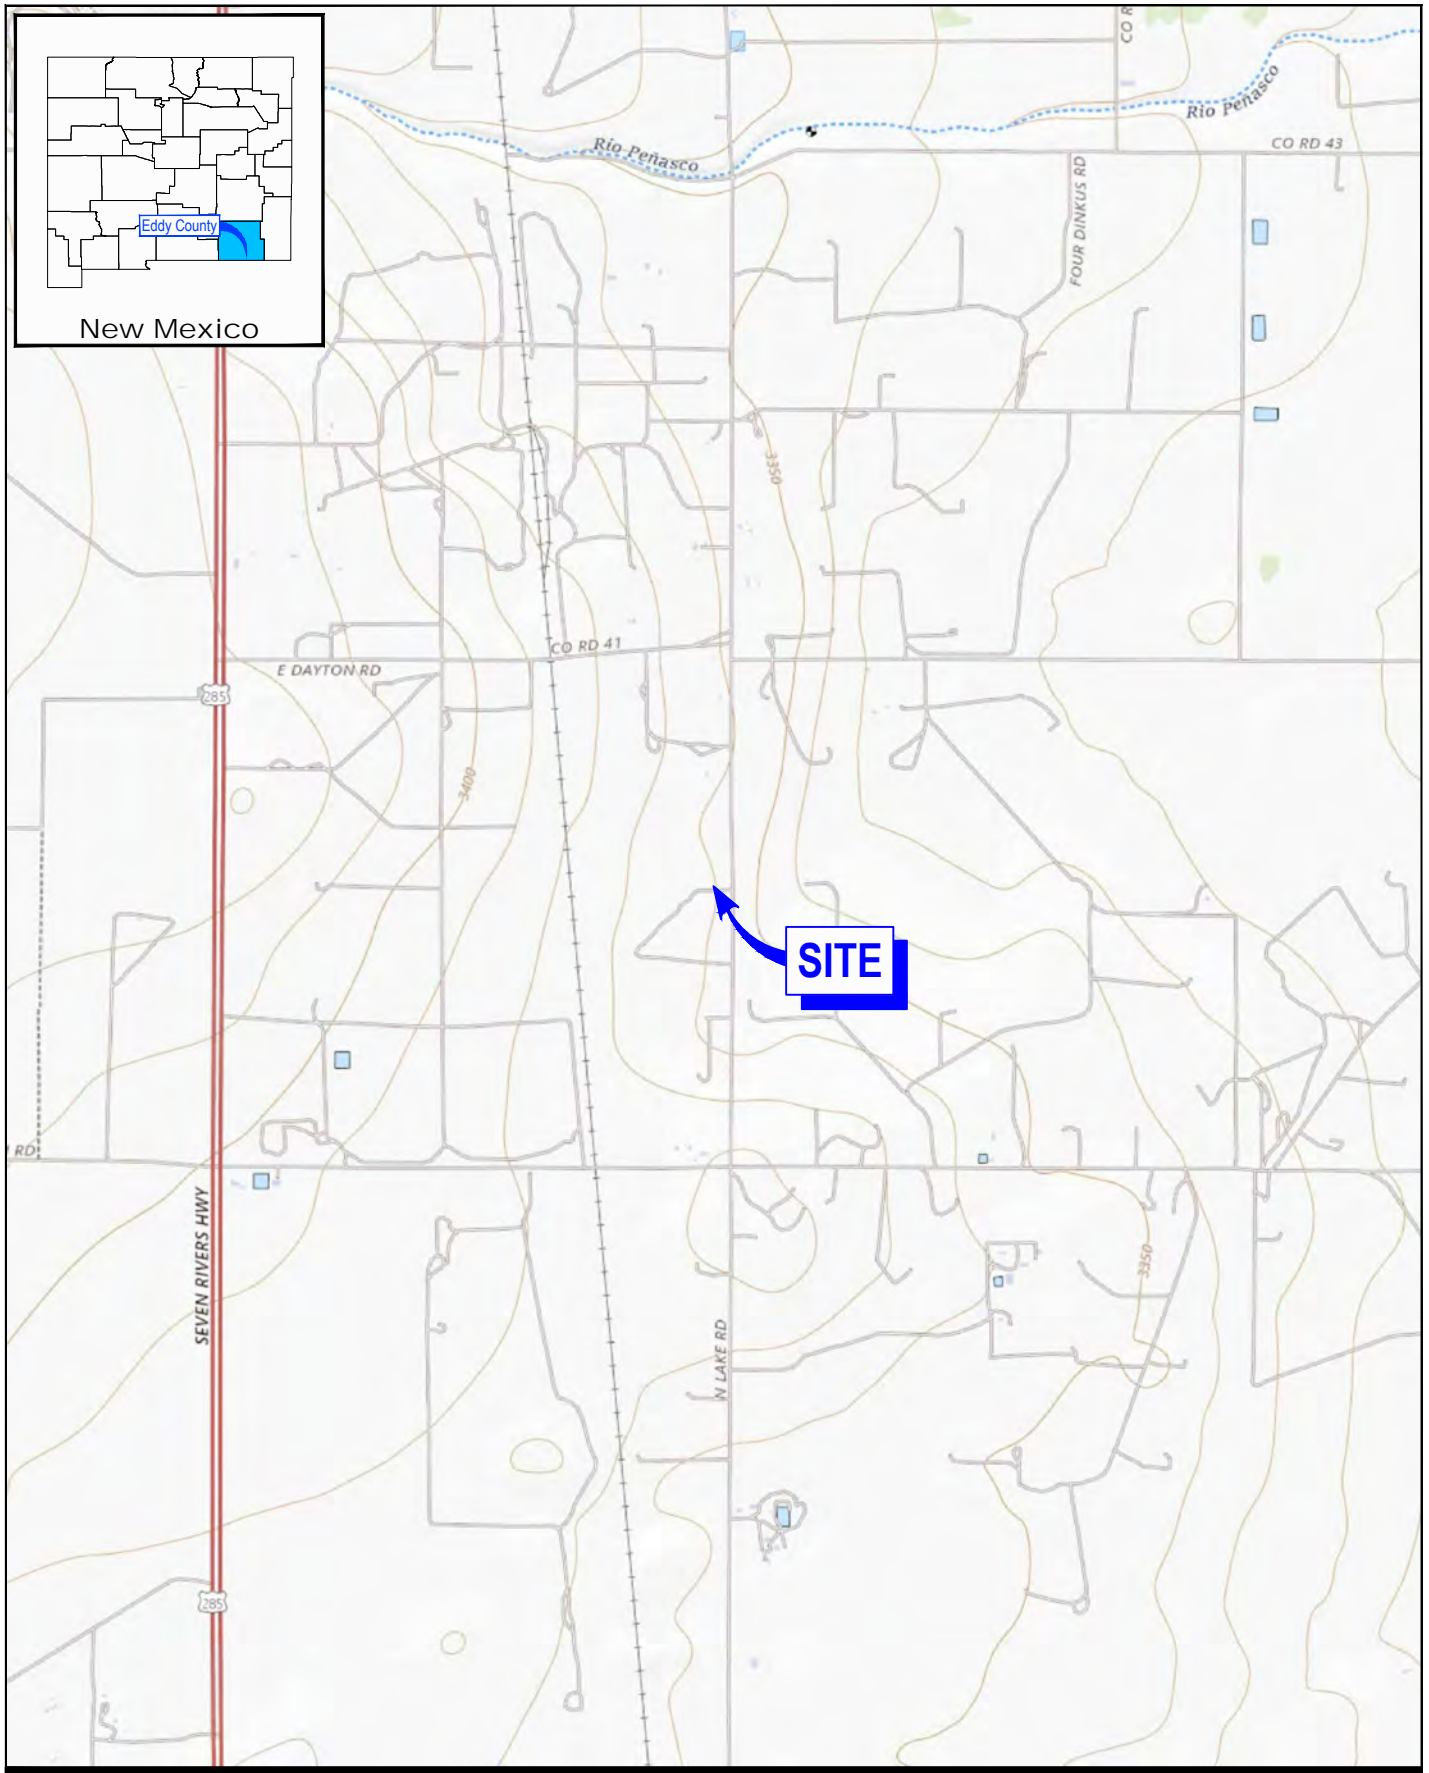 Eddy County
New Mexico
CO R
Rio Peñasco
Rio Peñasco
CO RD 43
FOUR DINKUS RD
3350
CO RD 41
E DAYTON RD
285
3400
SITE
RD
SEVEN RIVERS HWY
3350
N LAKE RD
285